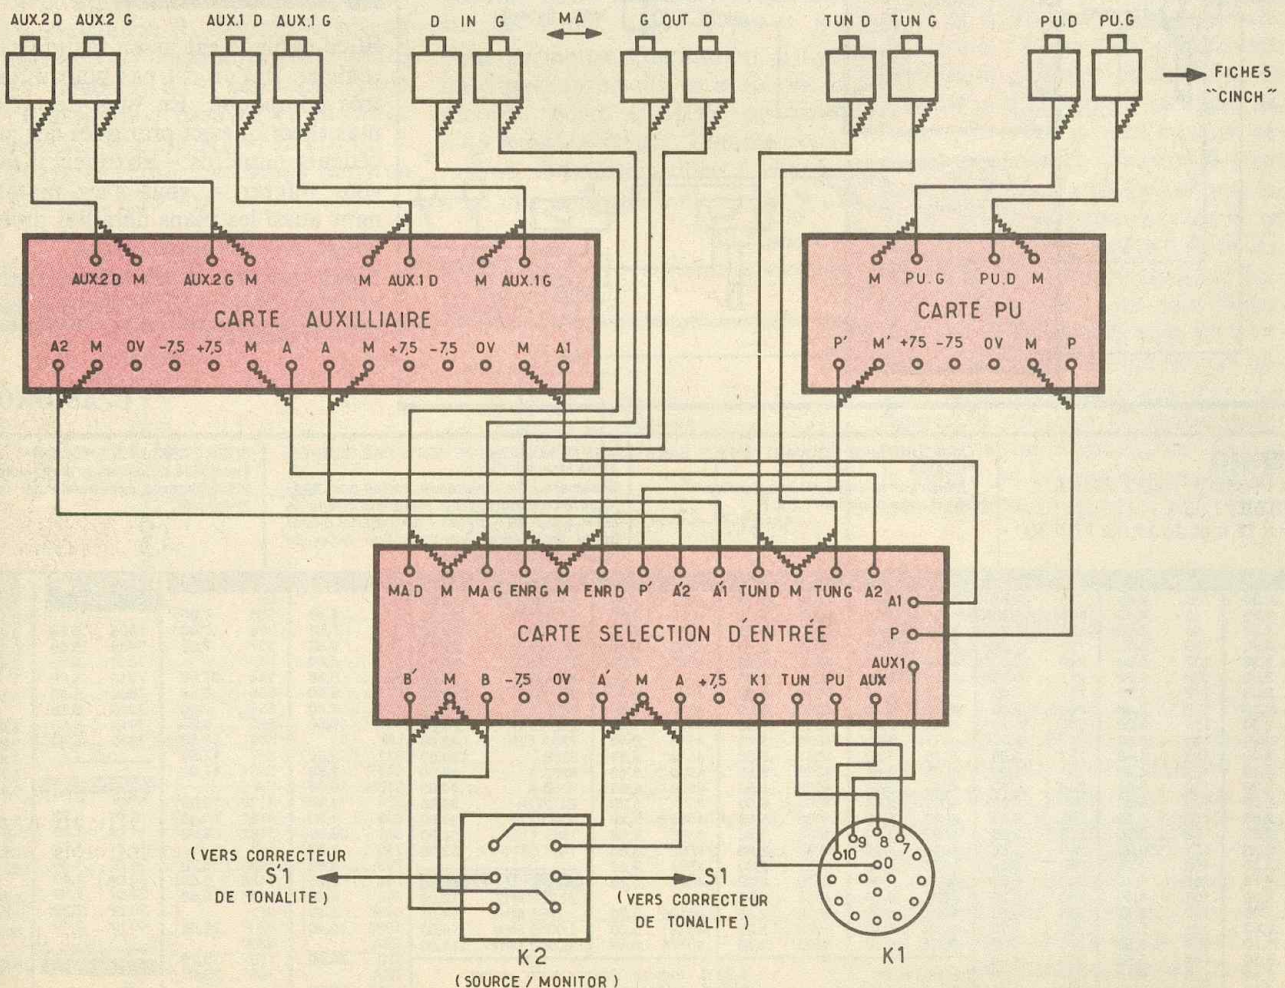 AUX.2 D AUX.2 G AUX.1 D AUX.1 G D IN G MA G OUT D TUN D TUN G PU.D PU.G
FICHES
"CINCH"
AUX.2 D M AUX.2 G M M AUX.1 D M AUX.1G
M PU.G PU.D M
CARTE AUXILLIAIRE
CARTE PU
A2 M OV -7,5 +7,5 M A A M +7,5 -7,5 OV M A1
P' M' +75 -75 OV M P
MA D M MA G ENR G M ENR D P' A'2 A'1 TUN D M TUN G A2
A1
CARTE SELECTION D'ENTRÉE
P
AUX1
B' M B -7,5 OV A' M A +7,5 K1 TUN PU AUX
10 9 8 7
0
(VERS CORRECTEUR
S'1
DE TONALITE)
S1
(VERS CORRECTEUR
DE TONALITE)
K2
(SOURCE / MONITOR)
K1